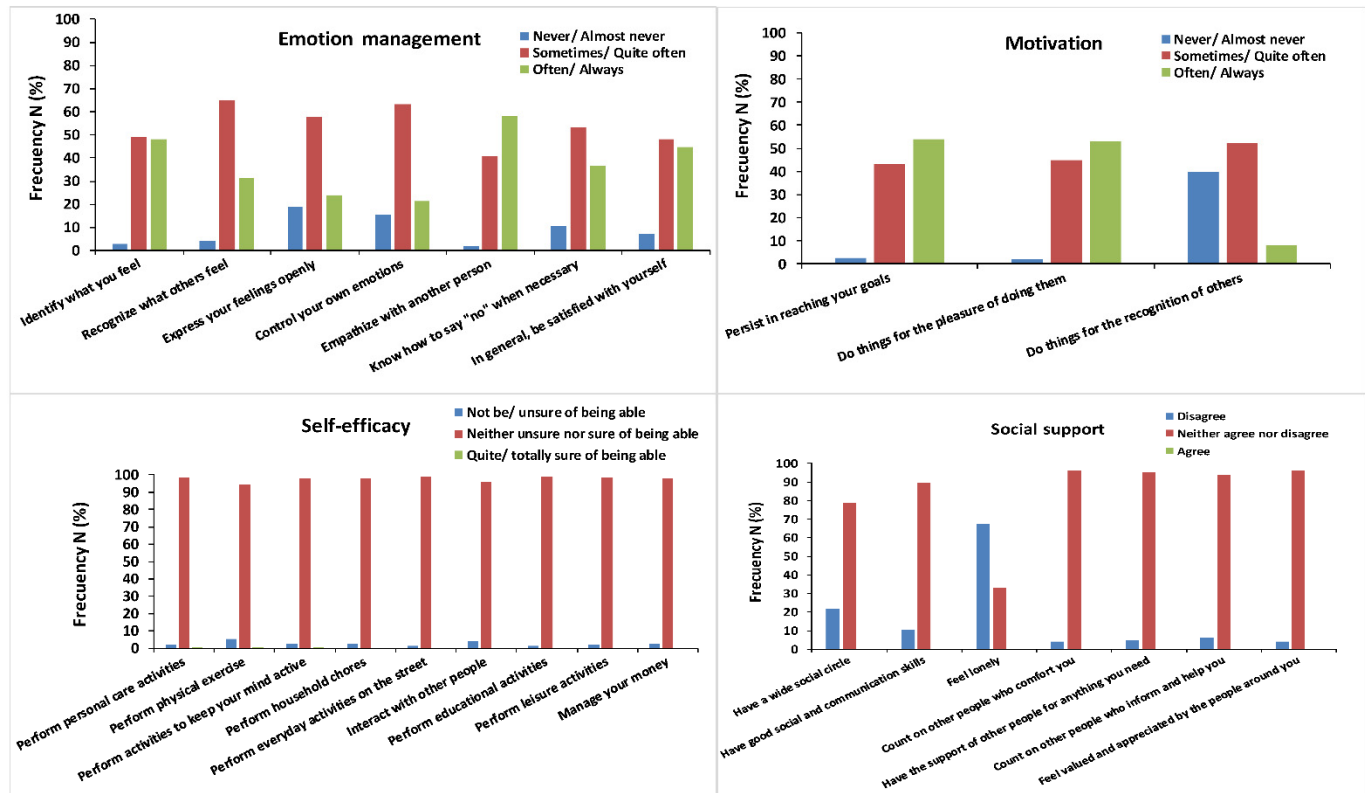 Emotion management
Never/ Almost never
Sometimes/ Quite often
Often/ Always
Frecuency N (%)
100
90
80
70
60
50
40
30
20
10
0
Identify what you feel
Recognize what others feel
Express your feelings openly
Control your own emotions
Empathize with another person
Know how to say "no" when necessary
In general, be satisfied with yourself
Motivation
Never/ Almost never
Sometimes/ Quite often
Often/ Always
Frecuency N (%)
100
90
80
70
60
50
40
30
20
10
0
Persist in reaching your goals
Do things for the pleasure of doing them
Do things for the recognition of others
Self-efficacy
Not be/ unsure of being able
Neither unsure nor sure of being able
Quite/ totally sure of being able
Frecuency N (%)
100
90
80
70
60
50
40
30
20
10
0
Perform personal care activities
Perform physical exercise
Perform activities to keep your mind active
Perform household chores
Perform everyday activities on the street
Interact with other people
Perform educational activities
Perform leisure activities
Manage your money
Social support
Disagree
Neither agree nor disagree
Agree
Frecuency N (%)
100
90
80
70
60
50
40
30
20
10
0
Have a wide social circle
Have good social and communication skills
Feel lonely
Count on other people who comfort you
Have the support of other people for anything you need
Count on other people who inform and help you
Feel valued and appreciated by the people around you